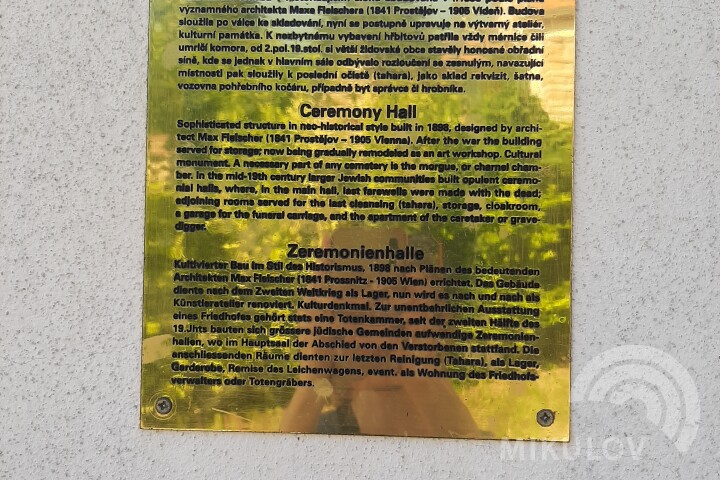 významného architekta Maxe Fleischera (1841 Prostějov – 1905 Vídeň). Budova
sloužila po válce ke skladování, nyní se postupně upravuje na výtvarný ateliér,
kulturní památka. K nezbytnému vybavení hřbitovů patřila vždy márnice čili
umrlčí komora, od 2.pol.19.stol. si větší židovské obce stavěly honosné obřadní
síně, kde se jednak v hlavním sále odbývalo rozloučení se zesnulým, navazující
místnosti pak sloužily k poslední očistě (tahara), jako sklad rekvizit, šatna,
vozovna pohřebního kočáru, případně byt správce či hrobníka.
Ceremony Hall
Sophisticated structure in neo-historical style built in 1898, designed by archi-
tect Max Fleischer (1841 Prostějov – 1905 Vienna). After the war the building
served for storage; now being gradually remodeled as an art workshop. Cultural
monument. A necessary part of any cemetery is the morgue, or charnel cham-
ber. In the mid-19th century larger Jewish communities built opulent ceremo-
nial halls, where, in the main hall, last farewells were made with the dead;
adjoining rooms served for the last cleansing (tahara), storage, cloakroom,
a garage for the funeral carriage, and the apartment of the caretaker or grave-
digger.
Zeremonienhalle
Kultivierter Bau im Stil des Historismus, 1898 nach Plänen des bedeutenden
Architekten Max Fleischer (1841 Prossnitz - 1905 Wien) errichtet. Das Gebäude
diente nach dem Zweiten Weltkrieg als Lager, nun wird es nach und nach als
Künstleratelier renoviert. Kulturdenkmal. Zur unentbehrlichen Ausstattung
eines Friedhofes gehört stets eine Totenkammer, seit der zweiten Hälfte des
19.Jhts bauten sich grössere jüdische Gemeinden aufwendige Zeremonien-
hallen, wo im Hauptsaal der Abschied von den Verstorbenen stattfand. Die
anschliessenden Räume dienten zur letzten Reinigung (Tahara), als Lager,
Garderobe, Remise des Leichenwagens, event. als Wohnung des Friedhofs-
verwalters oder Totengräbers.
MIKULOV